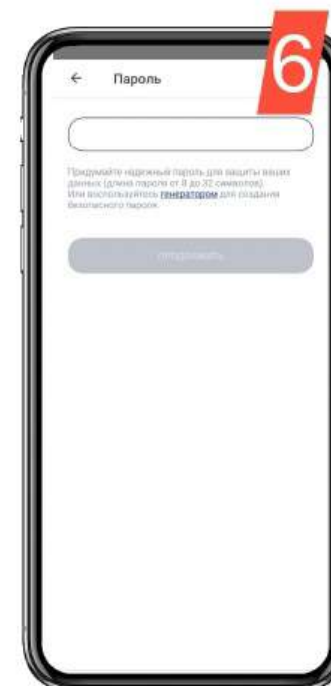 6
← Пароль
Придумайте надежный пароль для защиты ваших
данных (длина пароля от 8 до 32 символов).
Или воспользуйтесь генератором для создания
безопасного пароля.
ПРОДОЛЖИТЬ